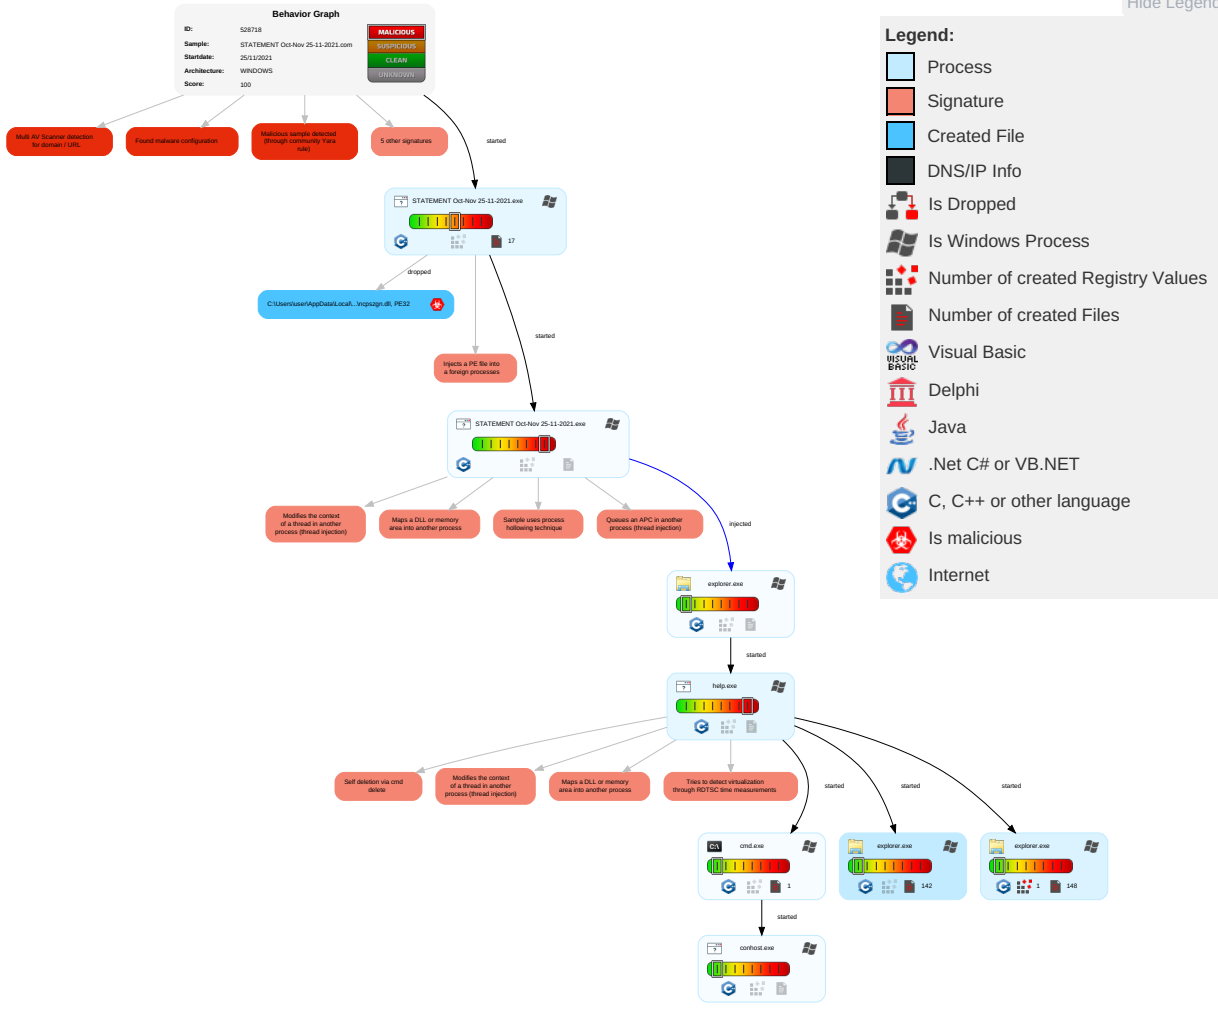 Hide Legend
Behavior Graph
ID: 528718
Sample: STATEMENT Oct-Nov 25-11-2021.com
Startdate: 25/11/2021
Architecture: WINDOWS
Score: 100
MALICIOUS
SUSPICIOUS
CLEAN
UNKNOWN
Legend:
Process
Signature
Created File
DNS/IP Info
Is Dropped
Is Windows Process
Number of created Registry Values
Number of created Files
VISUAL
BASIC
Visual Basic
Delphi
Java
.Net C# or VB.NET
C, C++ or other language
Is malicious
Internet
Multi AV Scanner detection
for domain / URL
Found malware configuration
Malicious sample detected
(through community Yara
rule)
5 other signatures
started
STATEMENT Oct-Nov 25-11-2021.exe
17
dropped
C:\Users\user\AppData\Local\...\ncpszgn.dll, PE32
started
Injects a PE file into
a foreign processes
STATEMENT Oct-Nov 25-11-2021.exe
Modifies the context
of a thread in another
process (thread injection)
Maps a DLL or memory
area into another process
Sample uses process
hollowing technique
Queues an APC in another
process (thread injection)
injected
explorer.exe
started
help.exe
Self deletion via cmd
delete
Modifies the context
of a thread in another
process (thread injection)
Maps a DLL or memory
area into another process
Tries to detect virtualization
through RDTSC time measurements
started
started
started
cmd.exe
1
explorer.exe
142
explorer.exe
1
148
started
conhost.exe